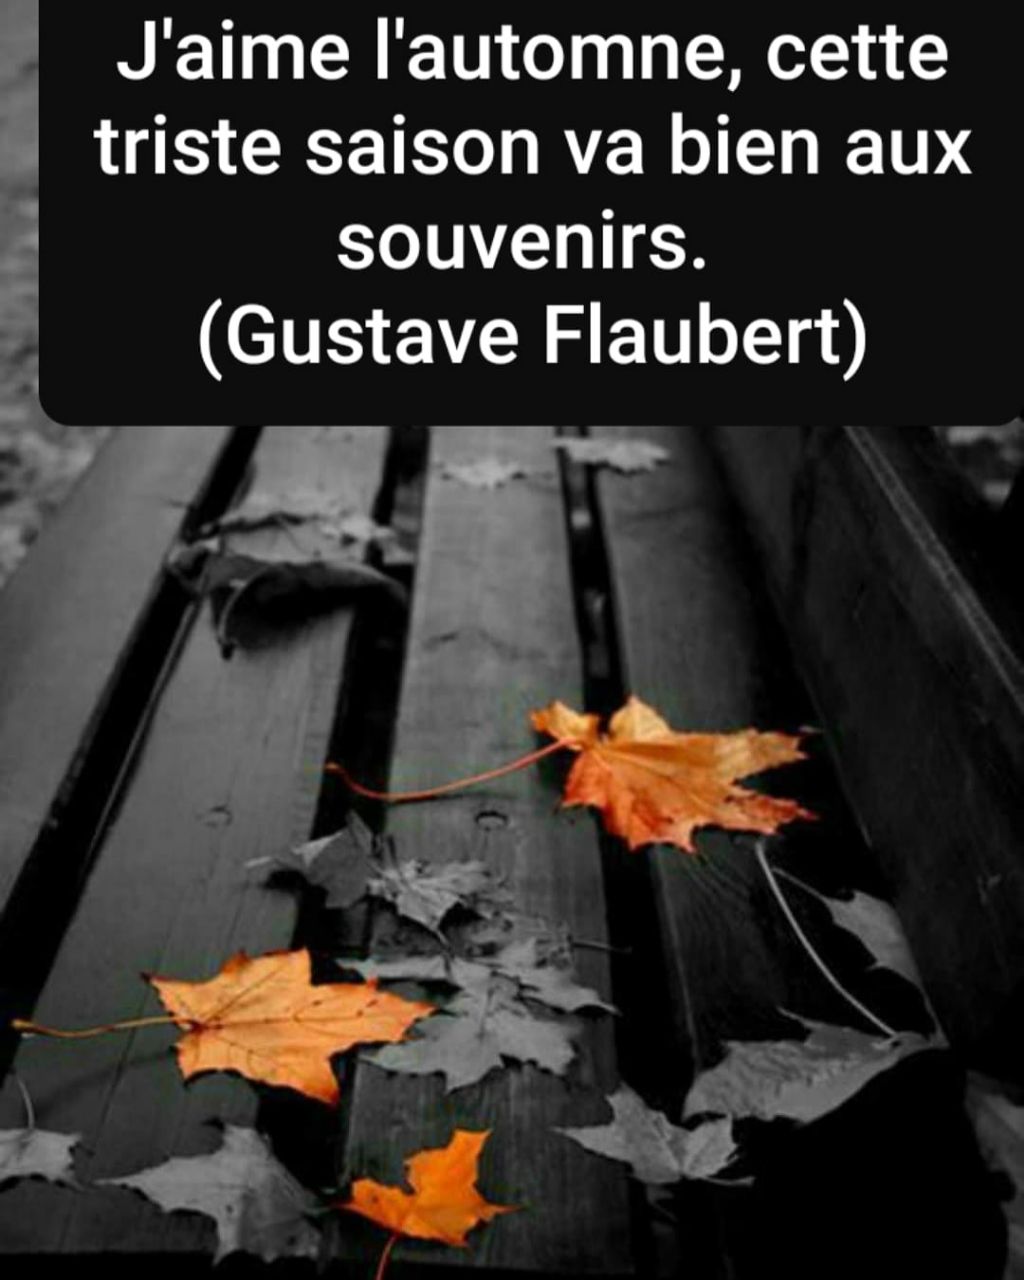 J'aime l'automne, cette
triste saison va bien aux
souvenirs.
(Gustave Flaubert)